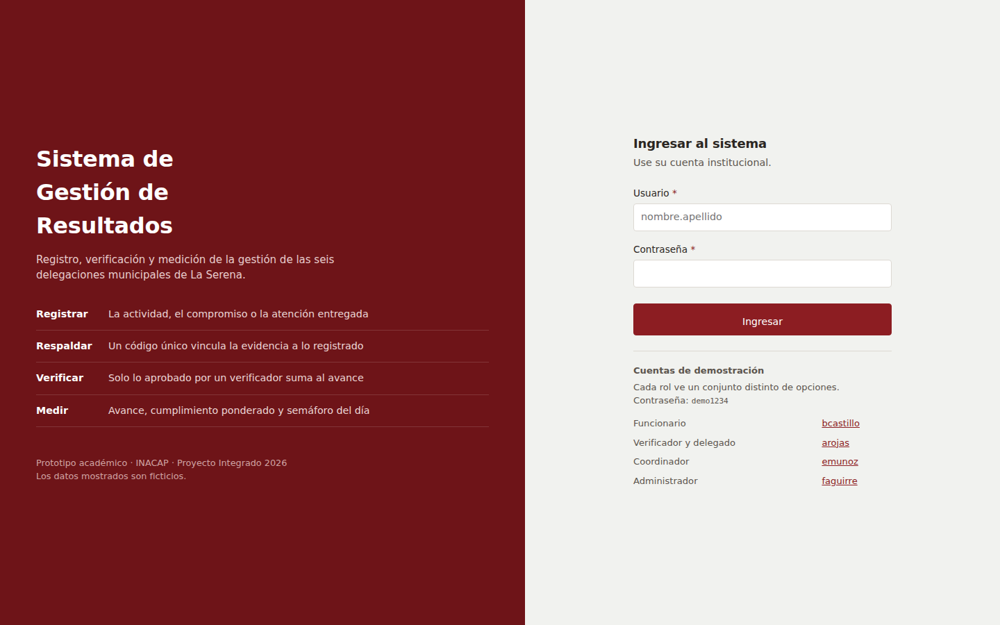 Sistema de
Gestión de
Resultados
Registro, verificación y medición de la gestión de las seis
delegaciones municipales de La Serena.
Registrar La actividad, el compromiso o la atención entregada
Respaldar Un código único vincula la evidencia a lo registrado
Verificar Solo lo aprobado por un verificador suma al avance
Medir Avance, cumplimiento ponderado y semáforo del día
Prototipo académico · INACAP · Proyecto Integrado 2026
Los datos mostrados son ficticios.
Ingresar al sistema
Use su cuenta institucional.
Usuario *
nombre.apellido
Contraseña *
Ingresar
Cuentas de demostración
Cada rol ve un conjunto distinto de opciones.
Contraseña: demo1234
Funcionario bcastillo
Verificador y delegado arojas
Coordinador emunoz
Administrador faguirre